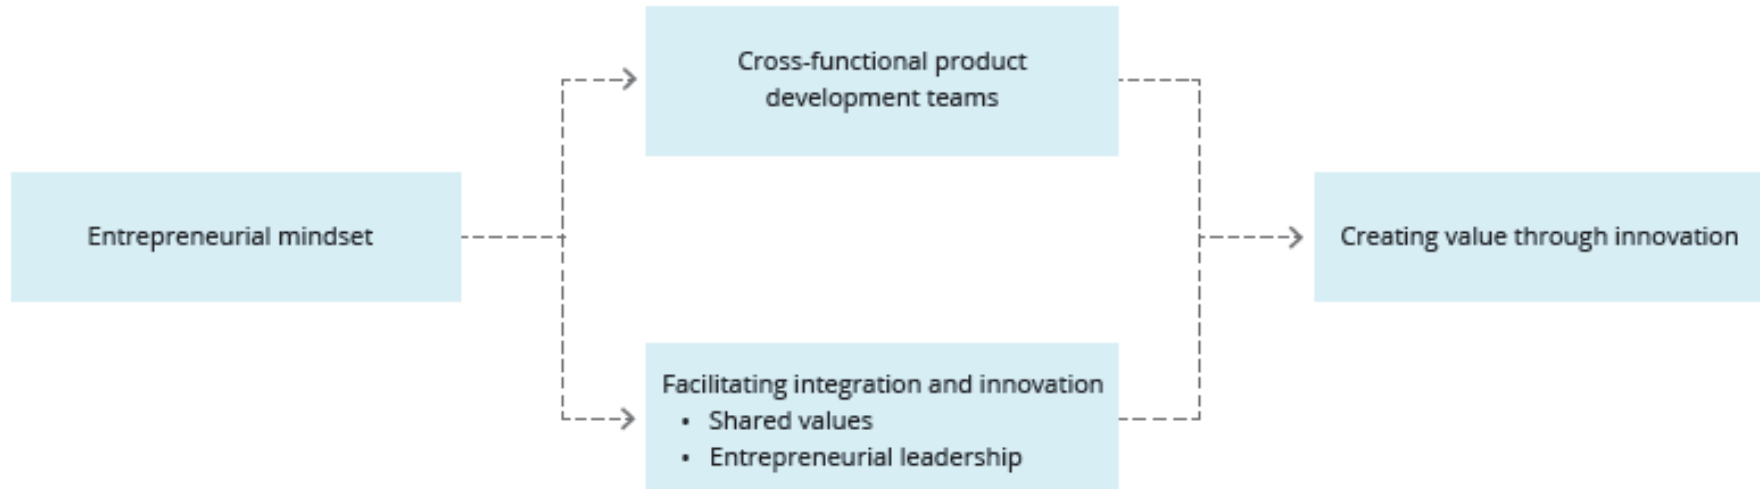 Cross-functional product
development teams
Entrepreneurial mindset
Creating value through innovation
Facilitating integration and innovation
• Shared values
• Entrepreneurial leadership